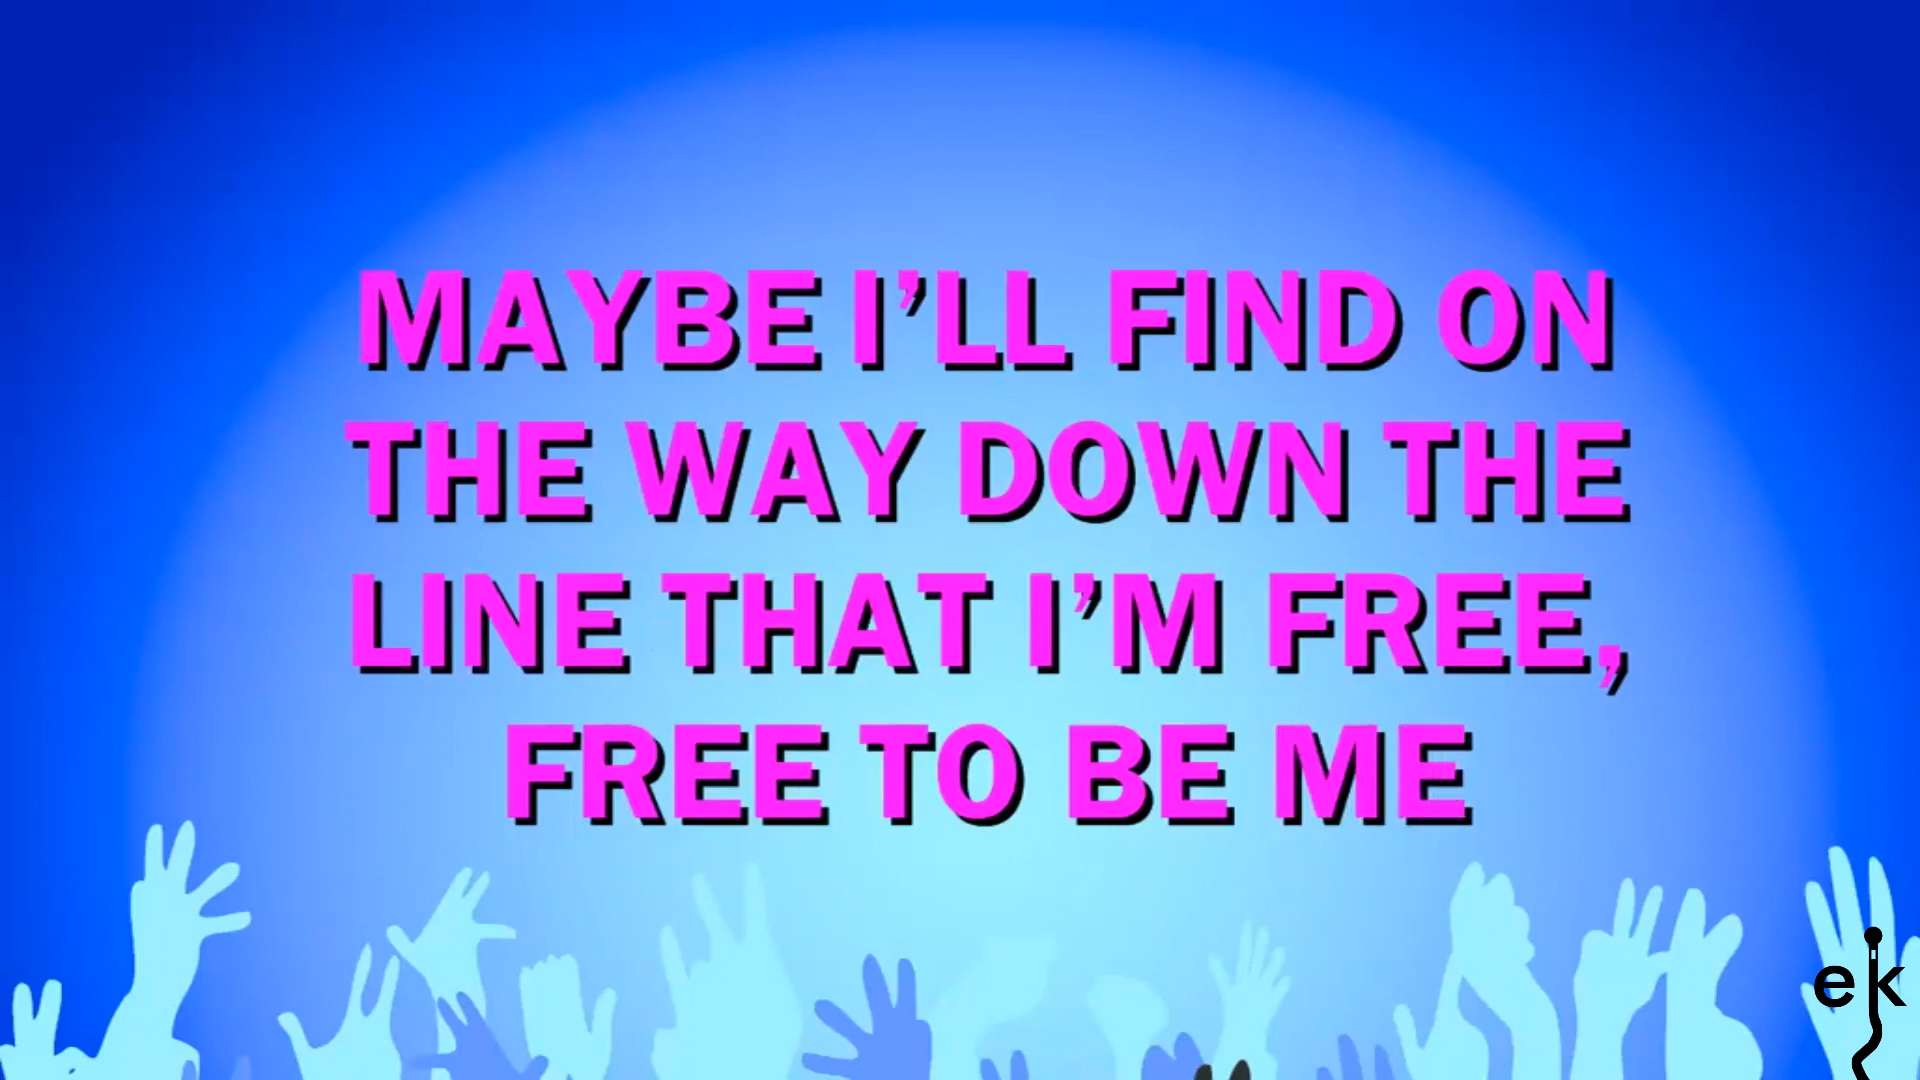 MAYBE I’LL FIND ON
THE WAY DOWN THE
LINE THAT I’M FREE,
FREE TO BE ME
ek